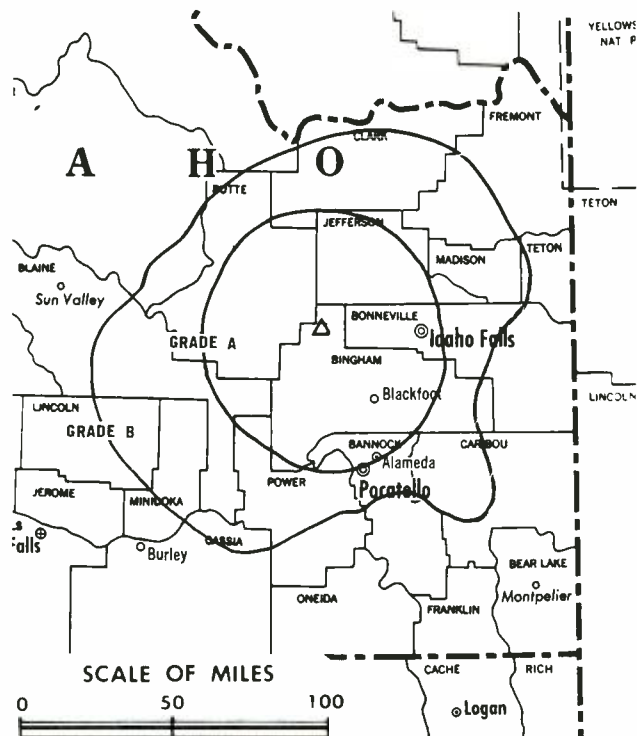 YELLOWS
NAT P
FREMONT
CLARK
A H O
BUTTE
TETON
JEFFERSON
TETON
MADISON
BLAINE
Sun Valley
BONNEVILLE
Idaho Falls
GRADE A
BINGHAM
Blackfoot
LINCOLN
LINCOLN
GRADE B
BANNOCK
CARIBOU
Alameda
POWER
Pocatello
JEROME
MINIDOKA
Falls
CASSIA
Burley
BEAR LAKE
Montpelier
ONEIDA
FRANKLIN
CACHE
RICH
SCALE OF MILES
0 50 100
Logan